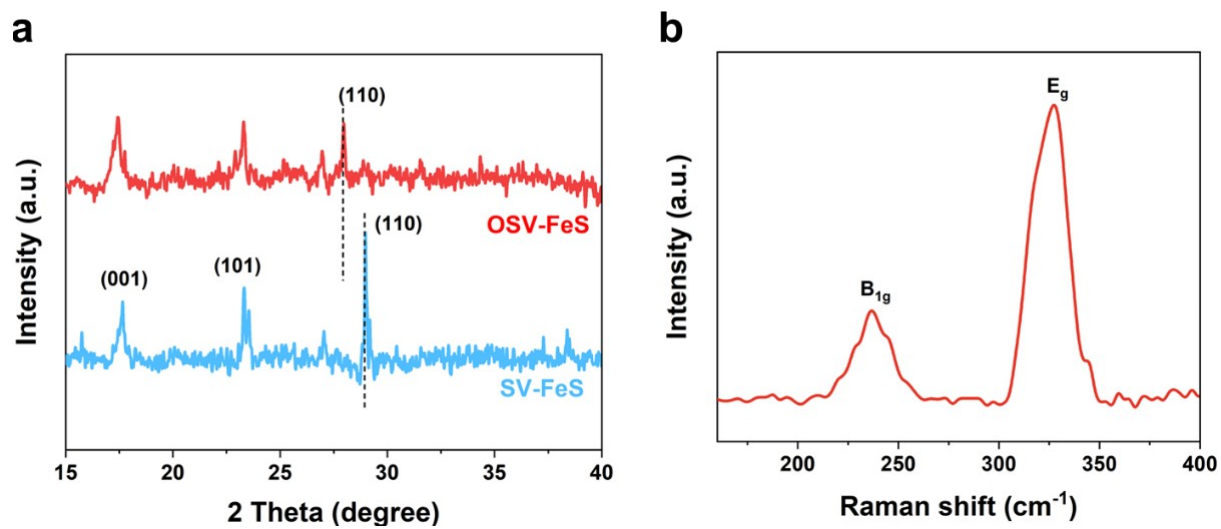 a
(110)
OSV-FeS
(110)
(001)
(101)
SV-FeS
Intensity (a.u.)
15 20 25 30 35 40
2 Theta (degree)
b
E₉
B₁g
Intensity (a.u.)
200 250 300 350 400
Raman shift (cm⁻¹)